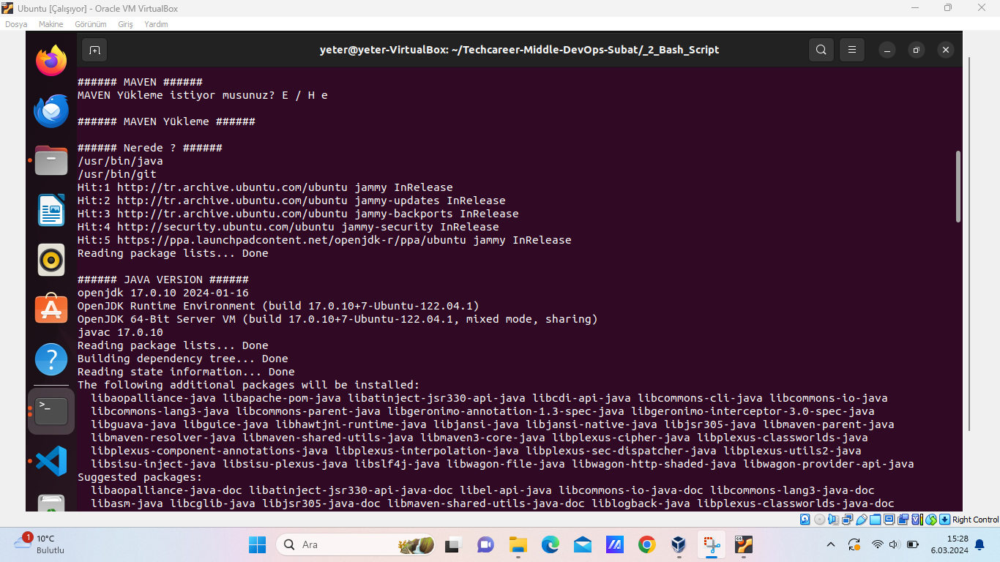 Ubuntu [Çalışıyor] - Oracle VM VirtualBox
Dosya Makine Görünüm Giriş Yardım
yeter@yeter-VirtualBox: ~/Techcareer-Middle-DevOps-Subat/_2_Bash_Script
###### MAVEN ######
MAVEN Yükleme istiyor musunuz? E / H e
###### MAVEN Yükleme ######
###### Nerede ? ######
/usr/bin/java
/usr/bin/git
Hit:1 http://tr.archive.ubuntu.com/ubuntu jammy InRelease
Hit:2 http://tr.archive.ubuntu.com/ubuntu jammy-updates InRelease
Hit:3 http://tr.archive.ubuntu.com/ubuntu jammy-backports InRelease
Hit:4 http://security.ubuntu.com/ubuntu jammy-security InRelease
Hit:5 https://ppa.launchpadcontent.net/openjdk-r/ppa/ubuntu jammy InRelease
Reading package lists... Done
###### JAVA VERSION ######
openjdk 17.0.10 2024-01-16
OpenJDK Runtime Environment (build 17.0.10+7-Ubuntu-122.04.1)
OpenJDK 64-Bit Server VM (build 17.0.10+7-Ubuntu-122.04.1, mixed mode, sharing)
javac 17.0.10
Reading package lists... Done
Building dependency tree... Done
Reading state information... Done
The following additional packages will be installed:
libaopalliance-java libapache-pom-java libatinject-jsr330-api-java libcdi-api-java libcommons-cli-java libcommons-io-java
libcommons-lang3-java libcommons-parent-java libgeronimo-annotation-1.3-spec-java libgeronimo-interceptor-3.0-spec-java
libguava-java libguice-java libhawtjni-runtime-java libjansi-java libjansi-native-java libjsr305-java libmaven-parent-java
libmaven-resolver-java libmaven-shared-utils-java libmaven3-core-java libplexus-cipher-java libplexus-classworlds-java
libplexus-component-annotations-java libplexus-interpolation-java libplexus-sec-dispatcher-java libplexus-utils2-java
libsisu-inject-java libsisu-plexus-java libslf4j-java libwagon-file-java libwagon-http-shaded-java libwagon-provider-api-java
Suggested packages:
libaopalliance-java-doc libatinject-jsr330-api-java-doc libel-api-java libcommons-io-java-doc libcommons-lang3-java-doc
libasm-java libcglib-java libjsr305-java-doc libmaven-shared-utils-java-doc liblogback-java libplexus-classworlds-java-doc
Right Control
1
10°C
Bulutlu
Ara
15:28
6.03.2024